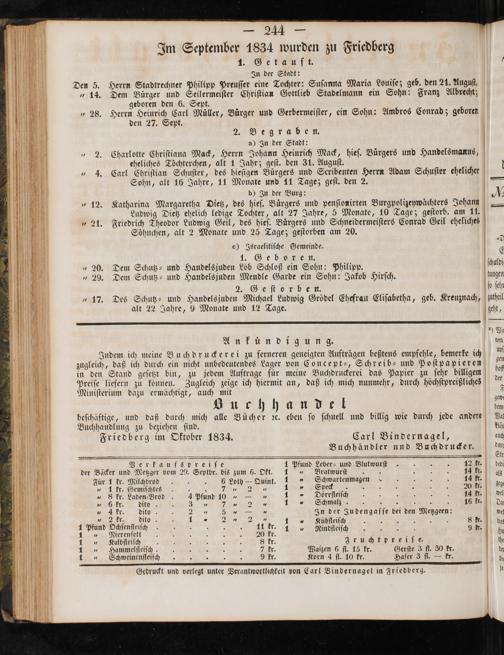 — 244 —
Im September 1834 wurden zu Friedberg
1. Getauft.
In der Stadt:
Den 5. Herrn Stadtrechner Philipp Preusser eine Tochter: Susanna Maria Louise; geb. den 21. August.
„ 14. Dem Bürger und Seilermeister Christian Gottlieb Stadelmann ein Sohn: Franz Albrecht;
geboren den 6. Sept.
„ 28. Herrn Heinrich Carl Müller, Bürger und Gerbermeister, ein Sohn: Ambros Conrad; geboren
den 27. Sept.
2. Begraben.
a) In der Stadt:
„ 2. Charlotte Christiana Mack, Herrn Johann Heinrich Mack, hies. Bürgers und Handelsmanns,
eheliches Töchterchen, alt 1 Jahr; gest. den 31. August.
„ 4. Carl Christian Schuster, des hiesigen Bürgers und Scribenten Herrn Adam Schuster ehelicher
Sohn, alt 16 Jahre, 11 Monate und 11 Tage; gest. den 2.
b) In der Burg:
„ 12. Katharina Margaretha Dietz, des hies. Bürgers und pensionirten Burgpolizeywächters Johann
Ludwig Dietz ehelich ledige Tochter, alt 27 Jahre, 5 Monate, 10 Tage; gestorb. am 11.
„ 21. Friedrich Theodor Ludwig Geil, des hies. Bürgers und Schneidermeisters Conrad Geil eheliches
Söhnchen, alt 2 Monate und 25 Tage; gestorben am 20.
c) Israelitische Gemeinde.
1. Geboren.
„ 20. Dem Schutz- und Handelsjuden Löb Schloß ein Sohn: Philipp.
„ 29. Dem Schutz- und Handelsjuden Mendle Garde ein Sohn: Jakob Hirsch.
2. Gestorben.
„ 17. Des Schutz- und Handelsjuden Michael Ludwig Grödel Ehefrau Elisabetha, geb. Kreuznach,
alt 22 Jahre, 9 Monate und 12 Tage.
Ankündigung.
Indem ich meine Buchdruckerei zu ferneren geneigten Aufträgen bestens empfehle, bemerke ich
zugleich, daß ich durch ein nicht unbedeutendes Lager von Concept-, Schreib- und Postpapieren
in den Stand gesetzt bin, zu jedem Auftrage für meine Buchdruckerei das Papier zu sehr billigem
Preise liefern zu können. Zugleich zeige ich hiermit an, daß ich mich nunmehr, durch höchstpreißliches
Ministerium dazu ermächtigt, auch mit
Buchhandel
beschäftige, und daß durch mich alle Bücher ꝛc. eben so schnell und billig wie durch jede andere
Buchhandlung zu beziehen sind.
Friedberg im Oktober 1834.
Carl Bindernagel,
Buchhändler und Buchdrucker.
Verkaufspreise
der Bäcker und Metzger vom 29. Septbr. bis zum 6. Okt.
Für 1 kr. Milchbrod . . . . 6 Loth — Quint.
„ 1 kr. Gemischtes . . . . 7 „ 2 „
„ 8 kr. Laden-Brod . 4 Pfund 10 „ — „
„ 6 kr. dito . . 3 „ 7 „ 2 „
„ 4 kr. dito . . 2 „ 5 „ — „
„ 2 kr. dito . . 1 „ 2 „ 2 „
1 Pfund Ochsenfleisch . . . . 11 kr.
1 „ Nierenfett . . . . 20 kr.
1 „ Kalbfleisch . . . . 8 kr.
1 „ Hammelfleisch . . . . 7 kr.
1 „ Schweinenfleisch . . . . 9 kr.
1 Pfund Leber- und Blutwurst . . . . 12 kr.
1 „ Bratwurst . . . . 14 kr.
1 „ Schwartenmagen . . . . 14 kr.
1 „ Speck . . . . 20 kr.
1 „ Dörrfleisch . . . . 14 kr.
1 „ Schmalz . . . . 16 kr.
In der Judengasse bei den Metzgern:
1 „ Kuhfleisch . . . . 8 kr.
1 „ Rindfleisch . . . . 9 kr.
Fruchtpreise.
Waizen 6 fl. 15 kr. Gerste 3 fl. 30 kr.
Korn 4 fl. 10 kr. Hafer 3 fl. — kr.
Gedruckt und verlegt unter Verantwortlichkeit von Carl Bindernagel in Friedberg.